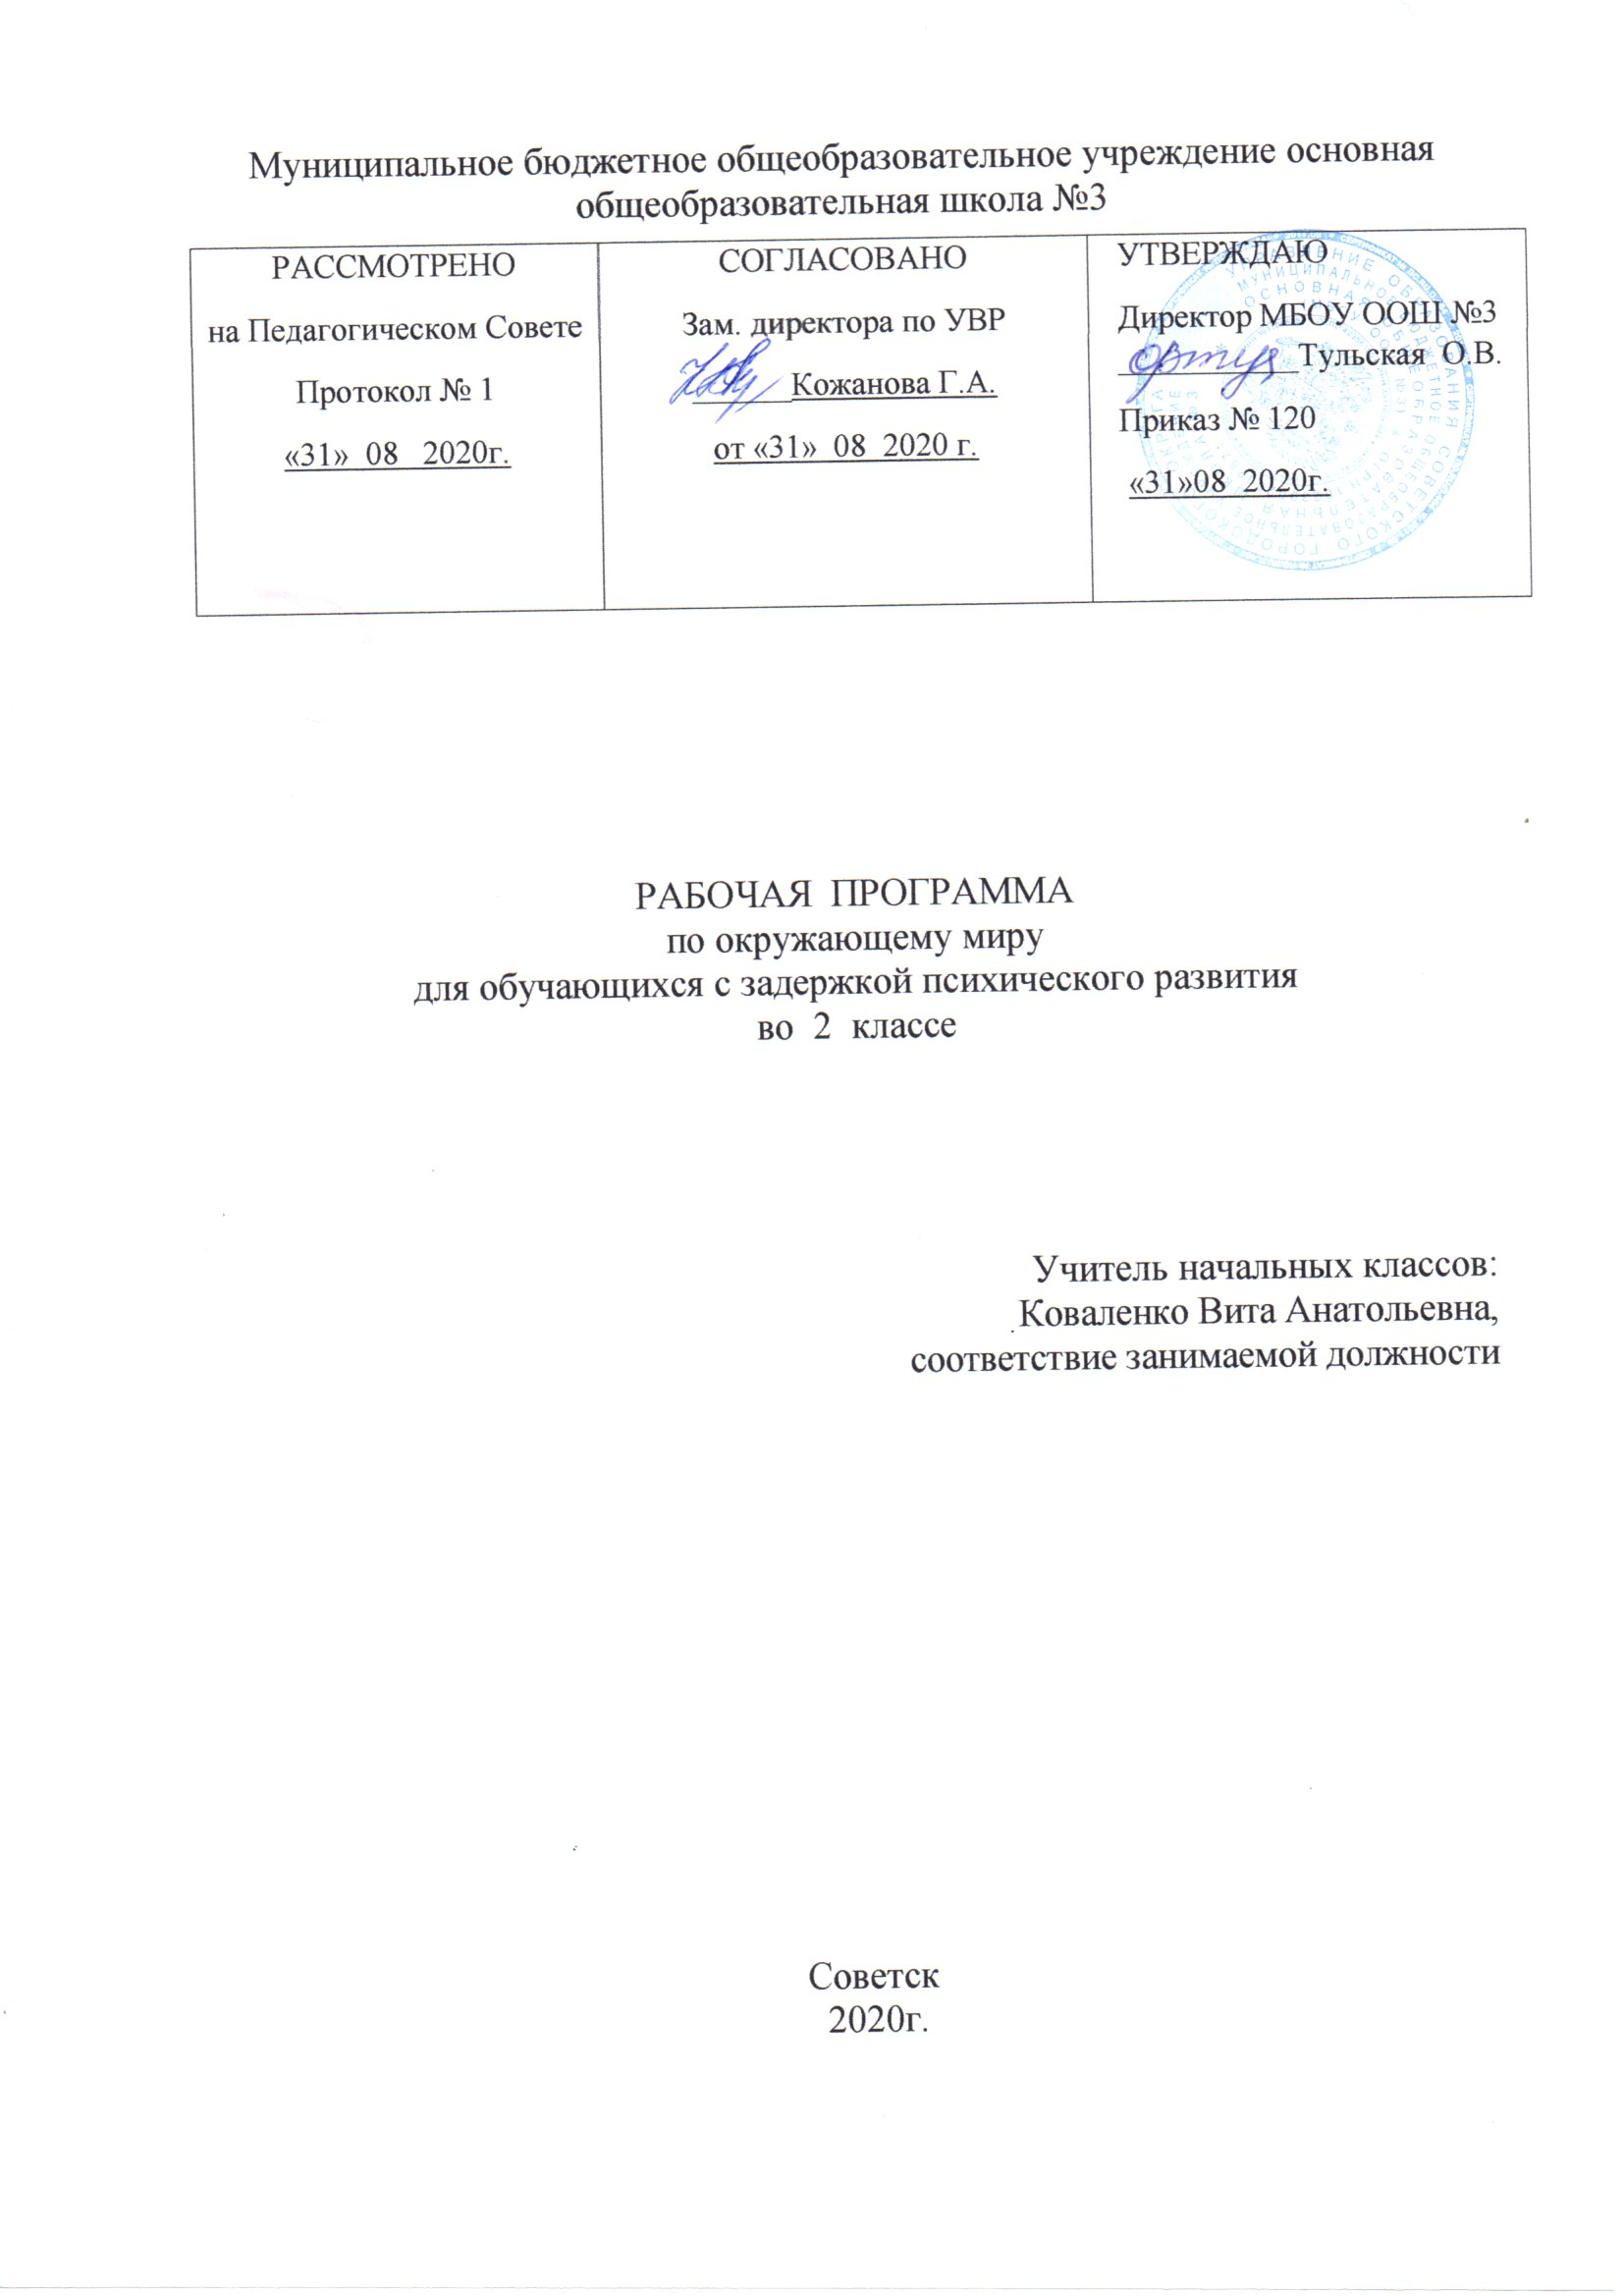 Муниципальное бюджетное общеобразовательное учреждение основная
общеобразовательная школа №3
РАССМОТРЕНО
на Педагогическом Совете
Протокол № 1
«31» 08 2020г.
СОГЛАСОВАНО
Зам. директора по УВР
______Кожанова Г.А.
от «31» 08 2020 г.
УТВЕРЖДАЮ
Директор МБОУ ООШ №3
___________Тульская О.В.
Приказ № 120
«31»08 2020г.
РАБОЧАЯ ПРОГРАММА
по окружающему миру
для обучающихся с задержкой психического развития
во 2 классе
Учитель начальных классов:
Коваленко Вита Анатольевна,
соответствие занимаемой должности
Советск
2020г.